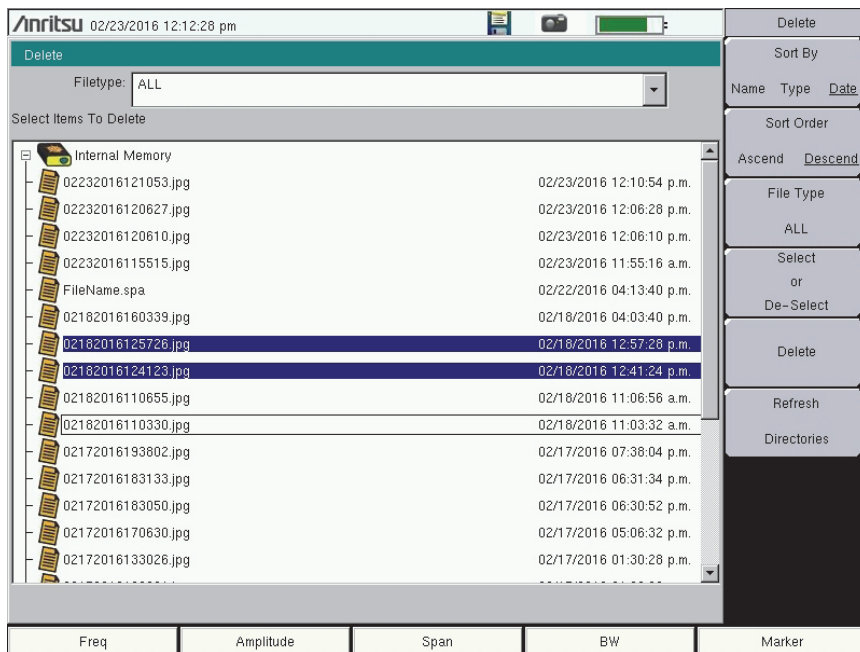 Anritsu 02/23/2016 12:12:28 pm
Delete
Filetype: ALL
Select Items To Delete
Internal Memory
02232016121053.jpg 02/23/2016 12:10:54 p.m.
02232016120627.jpg 02/23/2016 12:06:28 p.m.
02232016120610.jpg 02/23/2016 12:06:10 p.m.
02232016115515.jpg 02/23/2016 11:55:16 a.m.
FileName.spa 02/22/2016 04:13:40 p.m.
02182016160339.jpg 02/18/2016 04:03:40 p.m.
02182016125726.jpg 02/18/2016 12:57:28 p.m.
02182016124123.jpg 02/18/2016 12:41:24 p.m.
02182016110655.jpg 02/18/2016 11:06:56 a.m.
02182016110330.jpg 02/18/2016 11:03:32 a.m.
02172016193802.jpg 02/17/2016 07:38:04 p.m.
02172016183133.jpg 02/17/2016 06:31:34 p.m.
02172016183050.jpg 02/17/2016 06:30:52 p.m.
02172016170630.jpg 02/17/2016 05:06:32 p.m.
02172016133026.jpg 02/17/2016 01:30:28 p.m.
Delete
Sort By
Name Type Date
Sort Order
Ascend Descend
File Type
ALL
Select
or
De-Select
Delete
Refresh
Directories
Freq Amplitude Span BW Marker